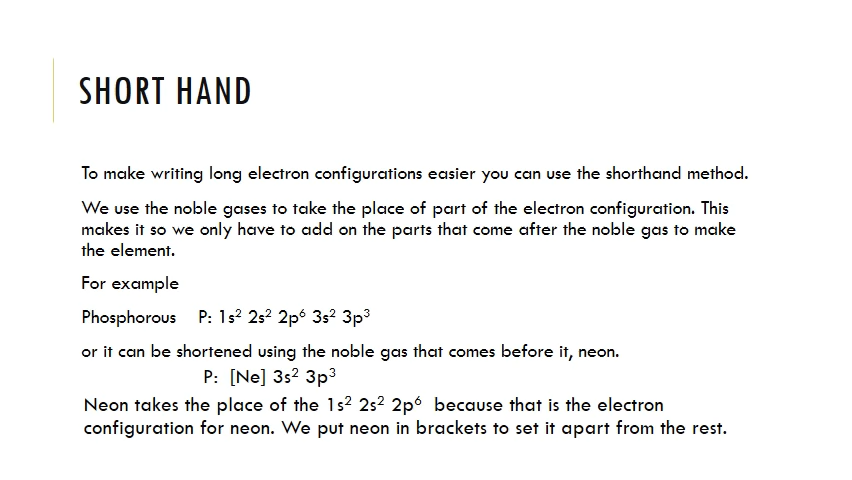 SHORT HAND
To make writing long electron configurations easier you can use the shorthand method.
We use the noble gases to take the place of part of the electron configuration. This
makes it so we only have to add on the parts that come after the noble gas to make
the element.
For example
Phosphorous P: 1s² 2s² 2p⁶ 3s² 3p³
or it can be shortened using the noble gas that comes before it, neon.
P: [Ne] 3s² 3p³
Neon takes the place of the 1s² 2s² 2p⁶ because that is the electron
configuration for neon. We put neon in brackets to set it apart from the rest.